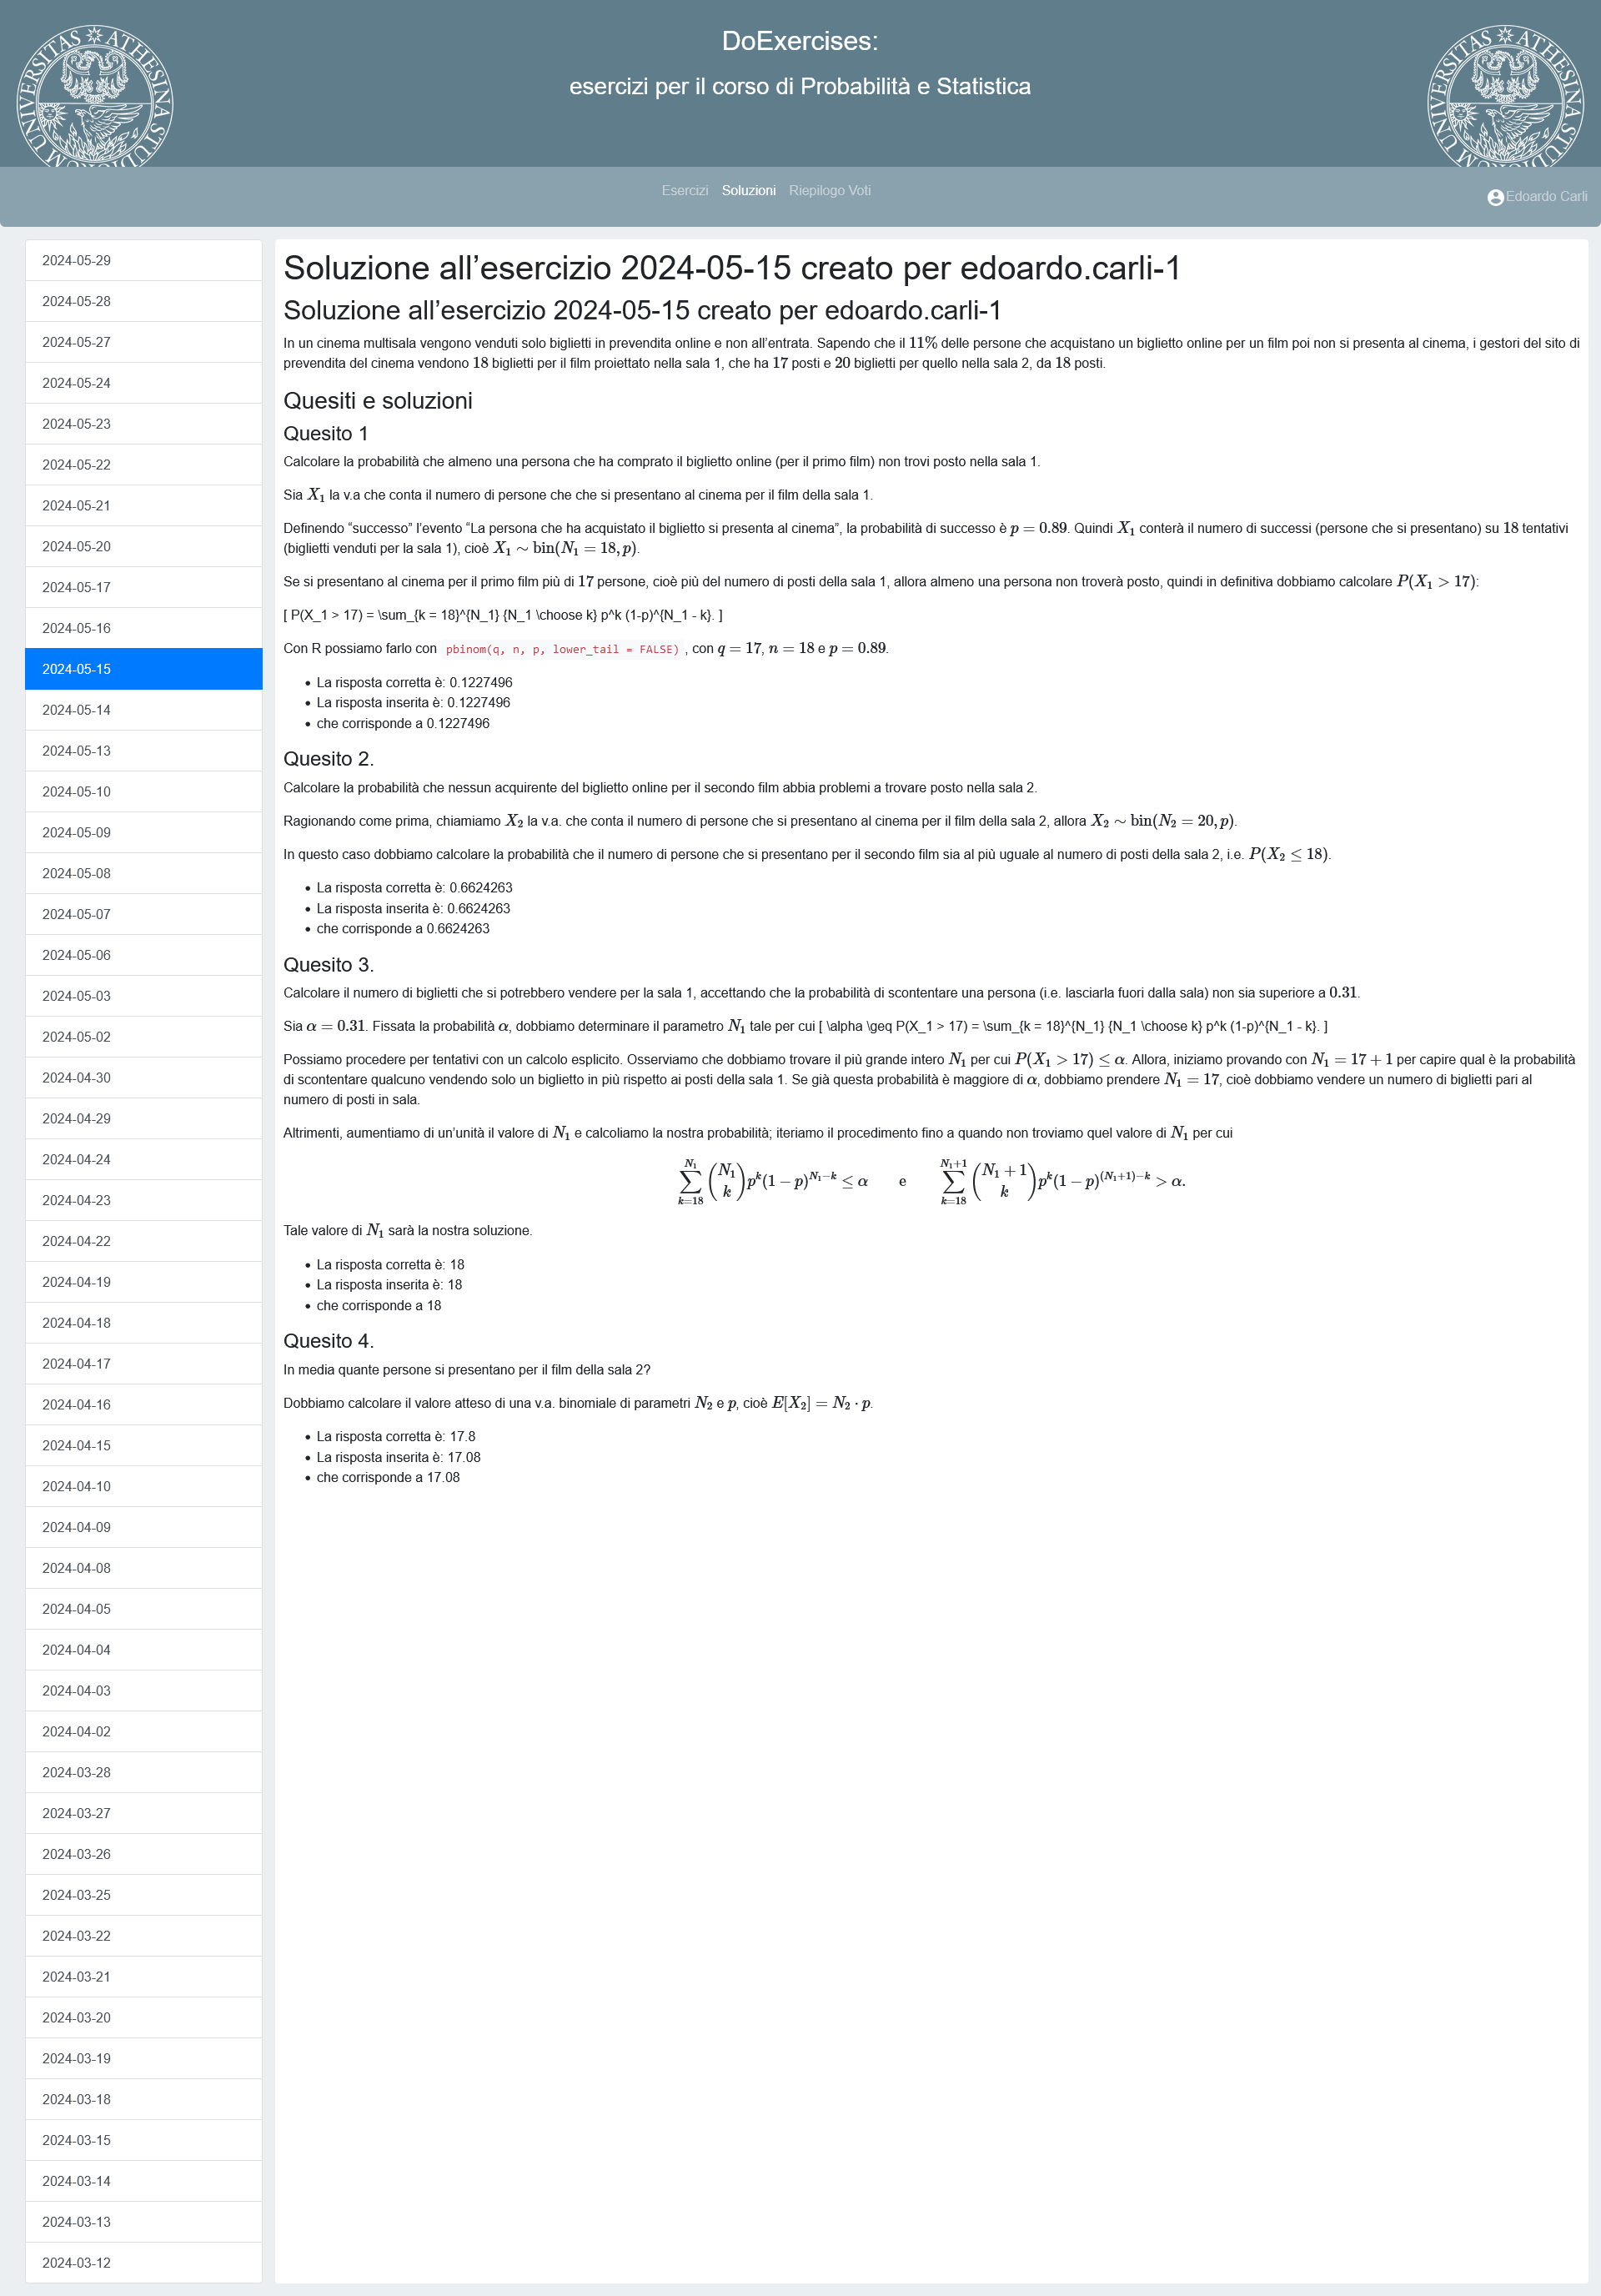 UNIVERSITAS ATHESINA STUDIORUM
DoExercises:
esercizi per il corso di Probabilità e Statistica
UNIVERSITAS ATHESINA STUDIORUM
Esercizi Soluzioni Riepilogo Voti
Edoardo Carli
2024-05-29
2024-05-28
2024-05-27
2024-05-24
2024-05-23
2024-05-22
2024-05-21
2024-05-20
2024-05-17
2024-05-16
2024-05-15
2024-05-14
2024-05-13
2024-05-10
2024-05-09
2024-05-08
2024-05-07
2024-05-06
2024-05-03
2024-05-02
2024-04-30
2024-04-29
2024-04-24
2024-04-23
2024-04-22
2024-04-19
2024-04-18
2024-04-17
2024-04-16
2024-04-15
2024-04-10
2024-04-09
2024-04-08
2024-04-05
2024-04-04
2024-04-03
2024-04-02
2024-03-28
2024-03-27
2024-03-26
2024-03-25
2024-03-22
2024-03-21
2024-03-20
2024-03-19
2024-03-18
2024-03-15
2024-03-14
2024-03-13
2024-03-12
Soluzione all’esercizio 2024-05-15 creato per edoardo.carli-1
Soluzione all’esercizio 2024-05-15 creato per edoardo.carli-1
In un cinema multisala vengono venduti solo biglietti in prevendita online e non all’entrata. Sapendo che il 11% delle persone che acquistano un biglietto online per un film poi non si presenta al cinema, i gestori del sito di
prevendita del cinema vendono 18 biglietti per il film proiettato nella sala 1, che ha 17 posti e 20 biglietti per quello nella sala 2, da 18 posti.
Quesiti e soluzioni
Quesito 1
Calcolare la probabilità che almeno una persona che ha comprato il biglietto online (per il primo film) non trovi posto nella sala 1.
Sia X₁ la v.a che conta il numero di persone che che si presentano al cinema per il film della sala 1.
Definendo “successo” l’evento “La persona che ha acquistato il biglietto si presenta al cinema”, la probabilità di successo è p = 0.89. Quindi X₁ conterà il numero di successi (persone che si presentano) su 18 tentativi
(biglietti venduti per la sala 1), cioè X₁ ∼ bin(N₁ = 18, p).
Se si presentano al cinema per il primo film più di 17 persone, cioè più del numero di posti della sala 1, allora almeno una persona non troverà posto, quindi in definitiva dobbiamo calcolare P(X₁ > 17):
[ P(X_1 > 17) = \sum_{k = 18}^{N_1} {N_1 \choose k} p^k (1-p)^{N_1 - k}. ]
Con R possiamo farlo con pbinom(q, n, p, lower_tail = FALSE) , con q = 17, n = 18 e p = 0.89.
• La risposta corretta è: 0.1227496
• La risposta inserita è: 0.1227496
• che corrisponde a 0.1227496
Quesito 2.
Calcolare la probabilità che nessun acquirente del biglietto online per il secondo film abbia problemi a trovare posto nella sala 2.
Ragionando come prima, chiamiamo X₂ la v.a. che conta il numero di persone che si presentano al cinema per il film della sala 2, allora X₂ ∼ bin(N₂ = 20, p).
In questo caso dobbiamo calcolare la probabilità che il numero di persone che si presentano per il secondo film sia al più uguale al numero di posti della sala 2, i.e. P(X₂ ≤ 18).
• La risposta corretta è: 0.6624263
• La risposta inserita è: 0.6624263
• che corrisponde a 0.6624263
Quesito 3.
Calcolare il numero di biglietti che si potrebbero vendere per la sala 1, accettando che la probabilità di scontentare una persona (i.e. lasciarla fuori dalla sala) non sia superiore a 0.31.
Sia α = 0.31. Fissata la probabilità α, dobbiamo determinare il parametro N₁ tale per cui [ \alpha \geq P(X_1 > 17) = \sum_{k = 18}^{N_1} {N_1 \choose k} p^k (1-p)^{N_1 - k}. ]
Possiamo procedere per tentativi con un calcolo esplicito. Osserviamo che dobbiamo trovare il più grande intero N₁ per cui P(X₁ > 17) ≤ α. Allora, iniziamo provando con N₁ = 17 + 1 per capire qual è la probabilità
di scontentare qualcuno vendendo solo un biglietto in più rispetto ai posti della sala 1. Se già questa probabilità è maggiore di α, dobbiamo prendere N₁ = 17, cioè dobbiamo vendere un numero di biglietti pari al
numero di posti in sala.
Altrimenti, aumentiamo di un’unità il valore di N₁ e calcoliamo la nostra probabilità; iteriamo il procedimento fino a quando non troviamo quel valore di N₁ per cui
\sum_{k=18}^{N_1} \binom{N_1}{k} p^k (1 - p)^{N_1-k} ≤ α e \sum_{k=18}^{N_1+1} \binom{N_1 + 1}{k} p^k (1 - p)^{(N_1+1)-k} > α.
Tale valore di N₁ sarà la nostra soluzione.
• La risposta corretta è: 18
• La risposta inserita è: 18
• che corrisponde a 18
Quesito 4.
In media quante persone si presentano per il film della sala 2?
Dobbiamo calcolare il valore atteso di una v.a. binomiale di parametri N₂ e p, cioè E[X₂] = N₂ · p.
• La risposta corretta è: 17.8
• La risposta inserita è: 17.08
• che corrisponde a 17.08